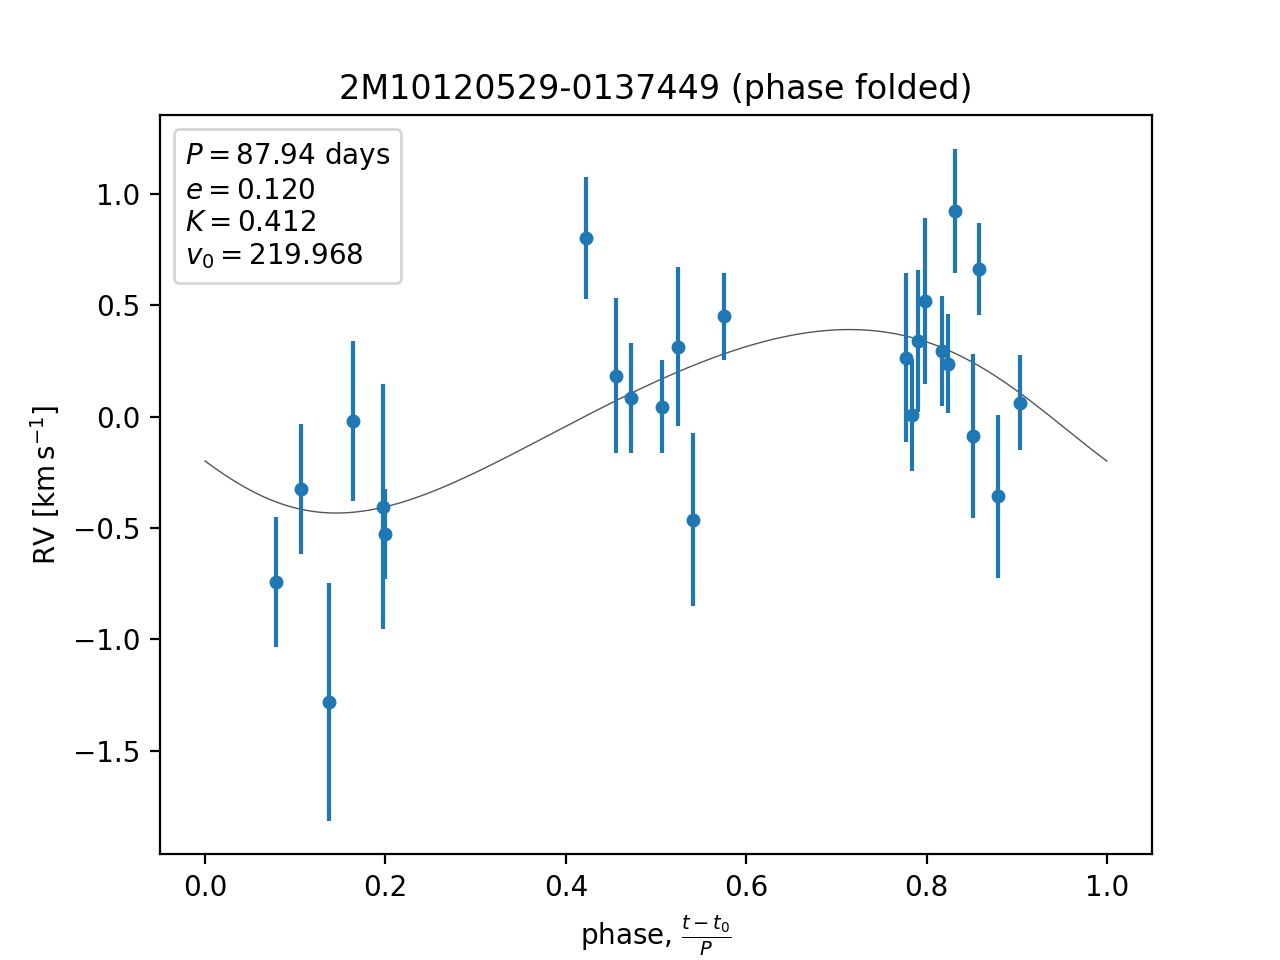 2M10120529-0137449 (phase folded)
P = 87.94 days
e = 0.120
K = 0.412
v₀ = 219.968
1.0
0.5
0.0
−0.5
−1.0
−1.5
RV [km s⁻¹]
0.0 0.2 0.4 0.6 0.8 1.0
phase, (t − t₀)/P